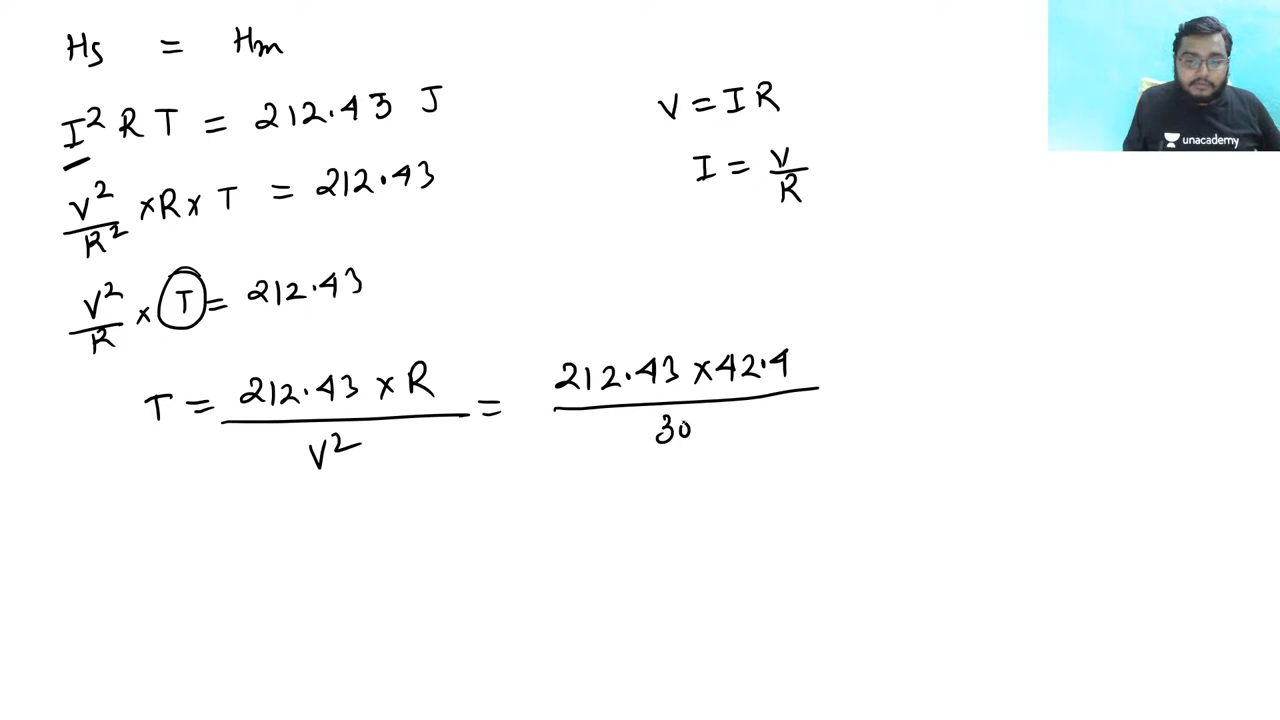 Hs = Hm
I² R T = 212.43 J
V = I R
I = V/R
V²/R² × R × T = 212.43
V²/R × T = 212.43
T = 212.43 × R / V² = 212.43 × 42.4 / 30
unacademy